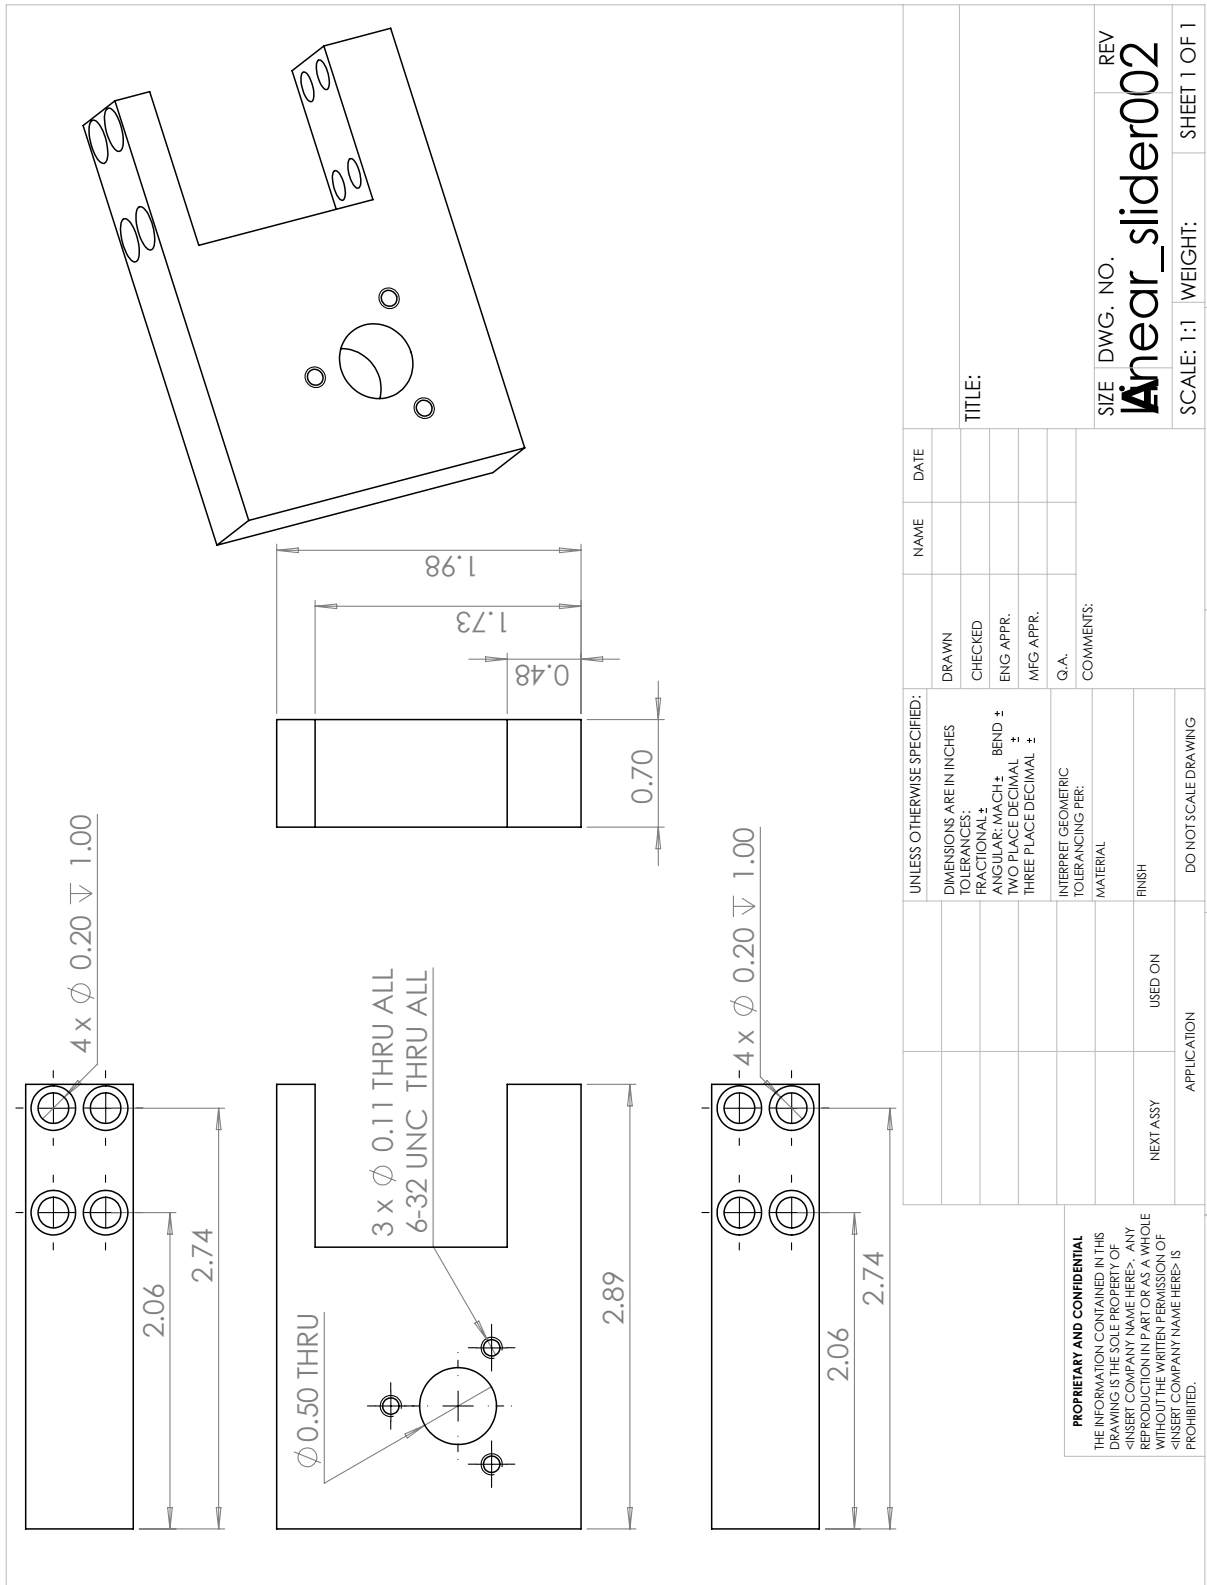 4 x ∅ 0.20 ↧ 1.00
2.06
2.74
∅ 0.50 THRU
3 x ∅ 0.11 THRU ALL
6-32 UNC THRU ALL
2.89
0.70
0.48
1.73
1.98
4 x ∅ 0.20 ↧ 1.00
2.06
2.74
PROPRIETARY AND CONFIDENTIAL
THE INFORMATION CONTAINED IN THIS
DRAWING IS THE SOLE PROPERTY OF
<INSERT COMPANY NAME HERE>. ANY
REPRODUCTION IN PART OR AS A WHOLE
WITHOUT THE WRITTEN PERMISSION OF
<INSERT COMPANY NAME HERE> IS
PROHIBITED.
NEXT ASSY
USED ON
APPLICATION
UNLESS OTHERWISE SPECIFIED:
DIMENSIONS ARE IN INCHES
TOLERANCES:
FRACTIONAL ±
ANGULAR: MACH ± BEND ±
TWO PLACE DECIMAL ±
THREE PLACE DECIMAL ±
INTERPRET GEOMETRIC
TOLERANCING PER:
MATERIAL
FINISH
DO NOT SCALE DRAWING
NAME
DATE
DRAWN
CHECKED
ENG APPR.
MFG APPR.
Q.A.
COMMENTS:
TITLE:
SIZE
DWG. NO.
REV
A
linear_slider002
SCALE: 1:1
WEIGHT:
SHEET 1 OF 1